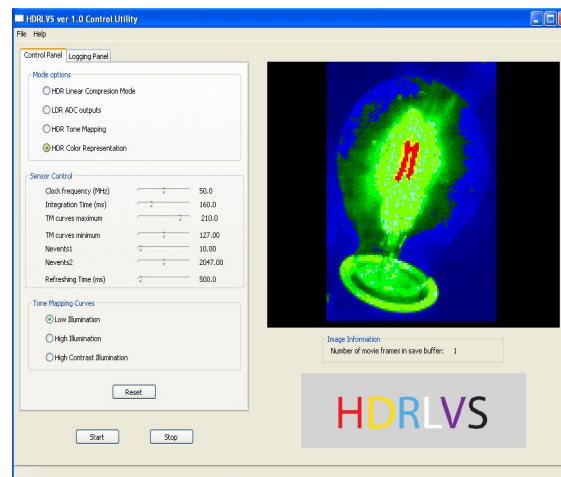 HDRLVS ver 1.0 Control Utility
File Help
Control Panel Logging Panel
Mode options
HDR Linear Compresion Mode
LDR ADC outputs
HDR Tone Mapping
HDR Color Representation
Sensor Control
Clock frequency (MHz) 50.0
Integration Time (ms) 160.0
TM curves maximum 210.0
TM curves minimum 127.00
Nevents1 10.00
Nevents2 2047.00
Refreshing Time (ms) 500.0
Tone Mapping Curves
Low Illumination
High Illumination
High Contrast Illumination
Reset
Start Stop
Image Information
Number of movie frames in save buffer: 1
HDRLVS